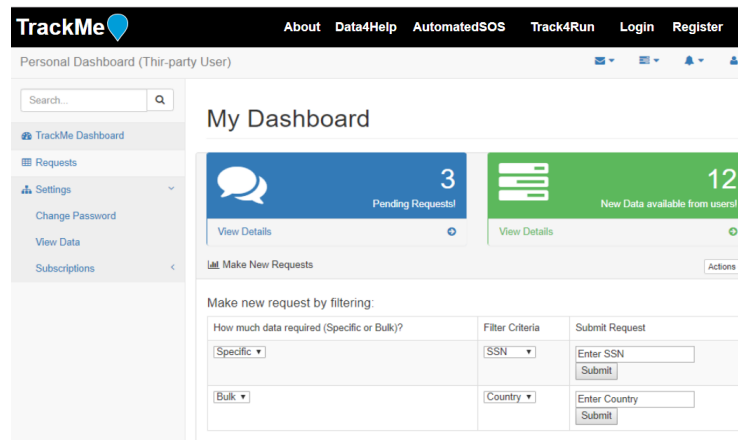 TrackMe
About Data4Help AutomatedSOS Track4Run Login Register
Personal Dashboard (Thir-party User)
Search...
My Dashboard
TrackMe Dashboard
Requests
Settings
Change Password
View Data
Subscriptions
3
Pending Requests!
View Details
12
New Data available from users!
View Details
Make New Requests
Actions
Make new request by filtering:
How much data required (Specific or Bulk)? Filter Criteria Submit Request
Specific SSN Enter SSN
Submit
Bulk Country Enter Country
Submit